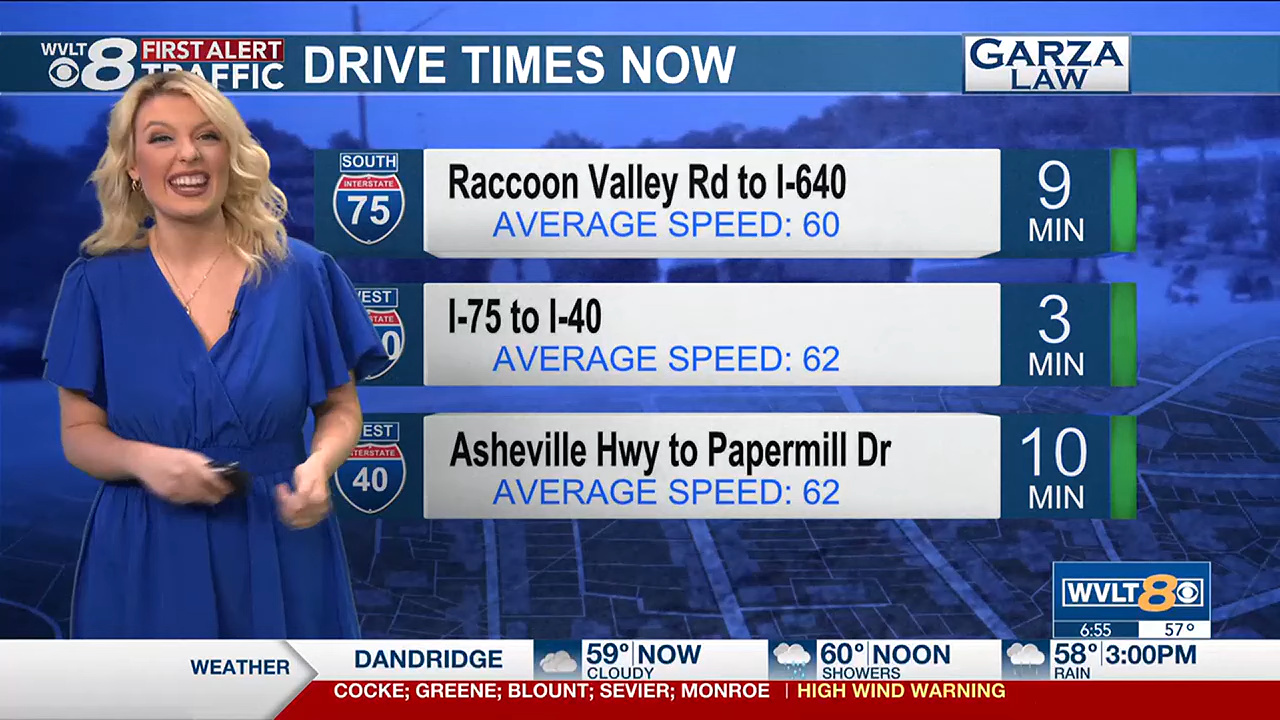 WVLT 8 FIRST ALERT TRAFFIC
DRIVE TIMES NOW
GARZA
LAW
SOUTH
INTERSTATE
75
Raccoon Valley Rd to I-640
AVERAGE SPEED: 60
9
MIN
I-75 to I-40
AVERAGE SPEED: 62
3
MIN
INTERSTATE
40
Asheville Hwy to Papermill Dr
AVERAGE SPEED: 62
10
MIN
WVLT 8
6:55 57°
WEATHER
DANDRIDGE
59° NOW
CLOUDY
60° NOON
SHOWERS
58° 3:00PM
RAIN
COCKE; GREENE; BLOUNT; SEVIER; MONROE | HIGH WIND WARNING